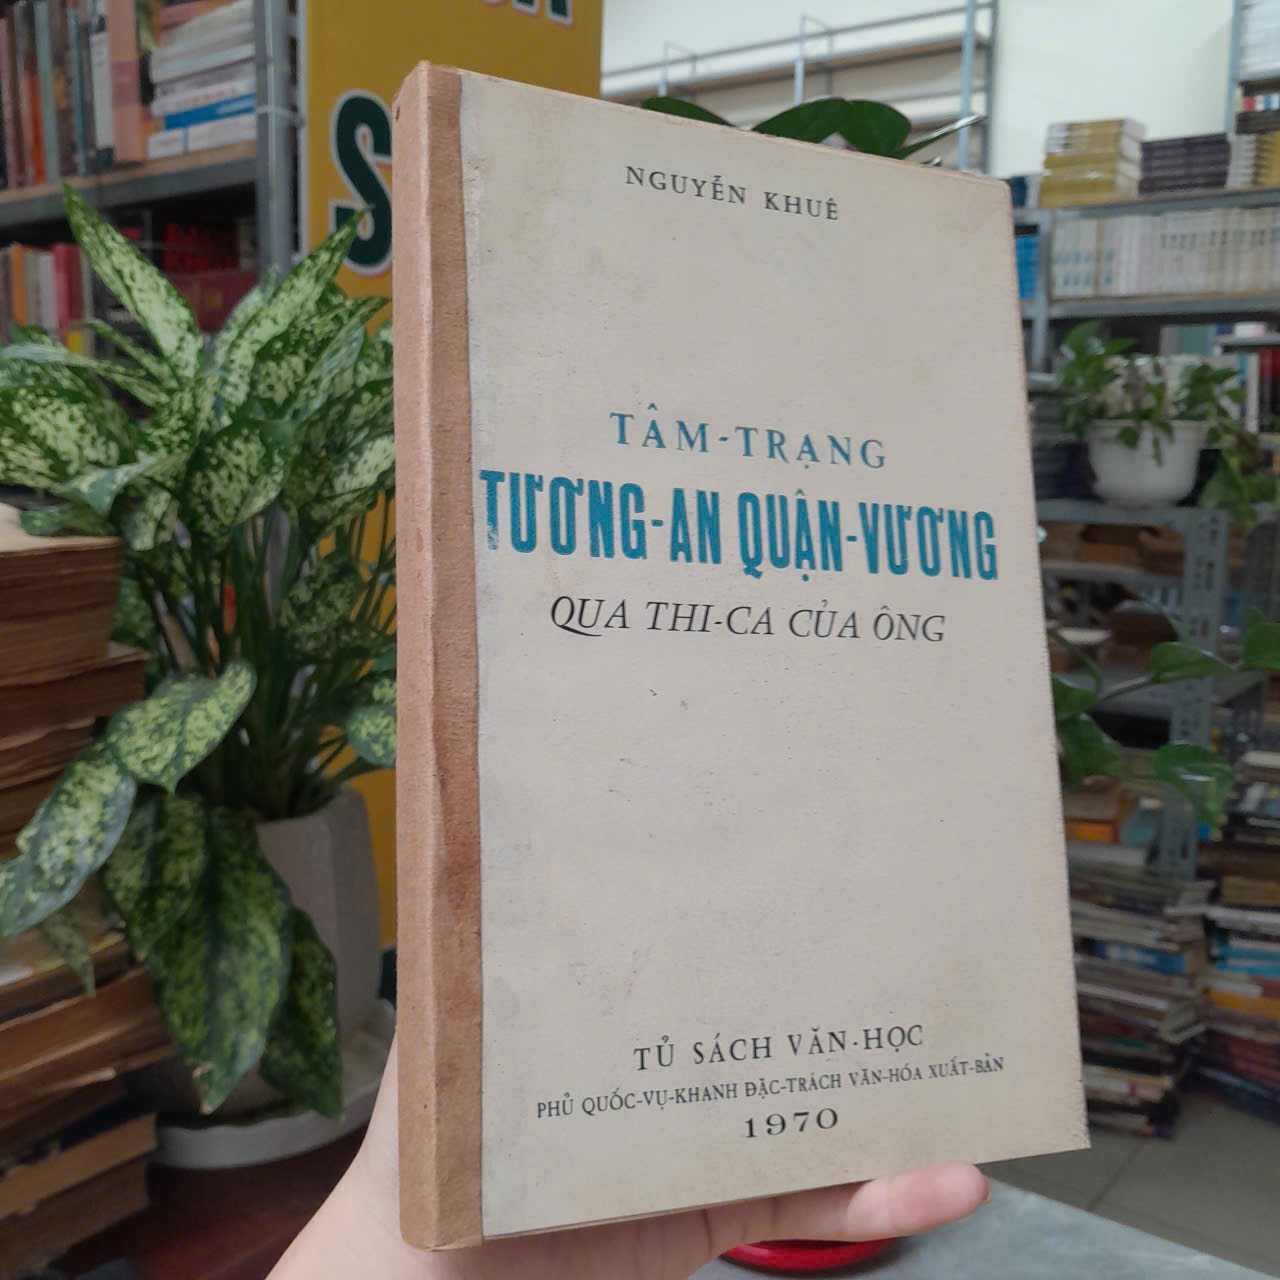 NGUYỄN KHUÊ
TÂM-TRẠNG
TƯƠNG-AN QUẬN-VƯƠNG
QUA THI-CA CỦA ÔNG
TỦ SÁCH VĂN-HỌC
PHỦ QUỐC-VỤ-KHANH ĐẶC-TRÁCH VĂN-HÓA XUẤT-BẢN
1970